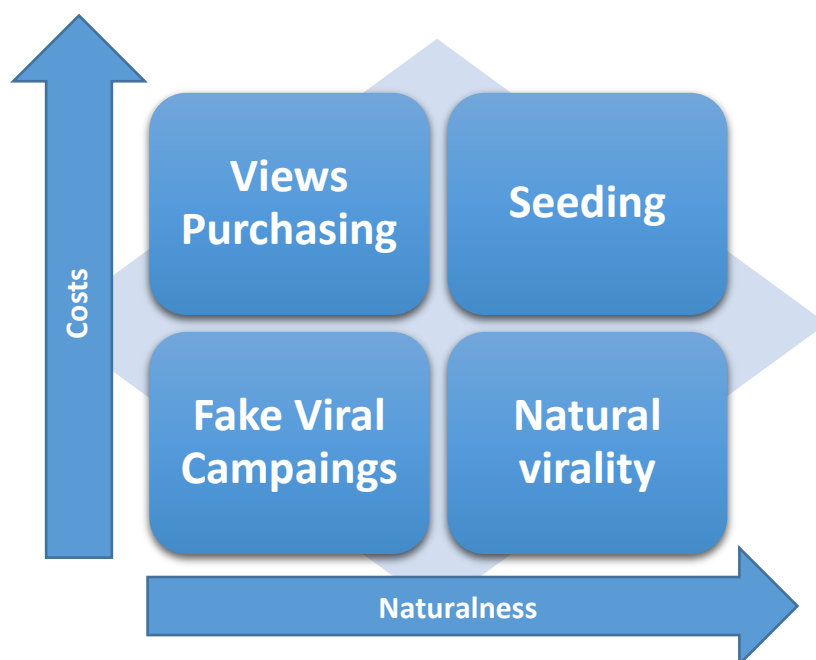 Views
Purchasing
Seeding
Costs
Fake Viral
Campaings
Natural
virality
Naturalness